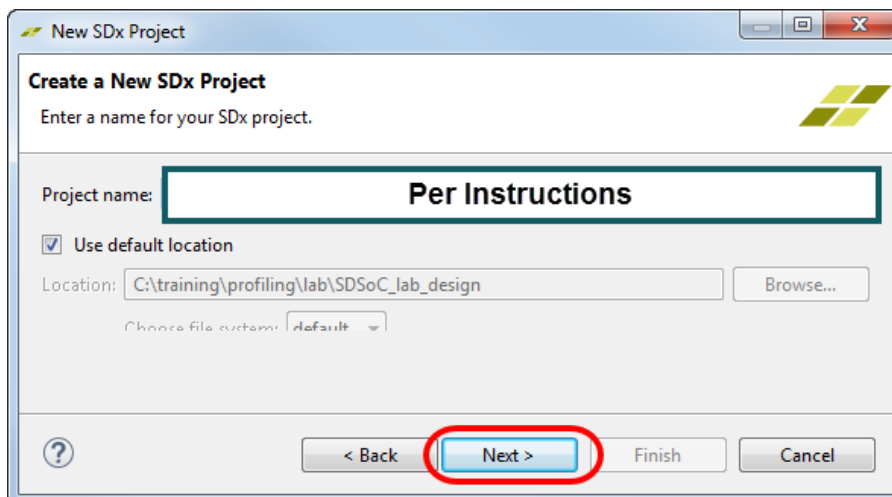 New SDx Project
Create a New SDx Project
Enter a name for your SDx project.
Project name: Per Instructions
Use default location
Location: C:\training\profiling\lab\SDSoC_lab_design Browse...
Choose file system: default
? < Back Next > Finish Cancel